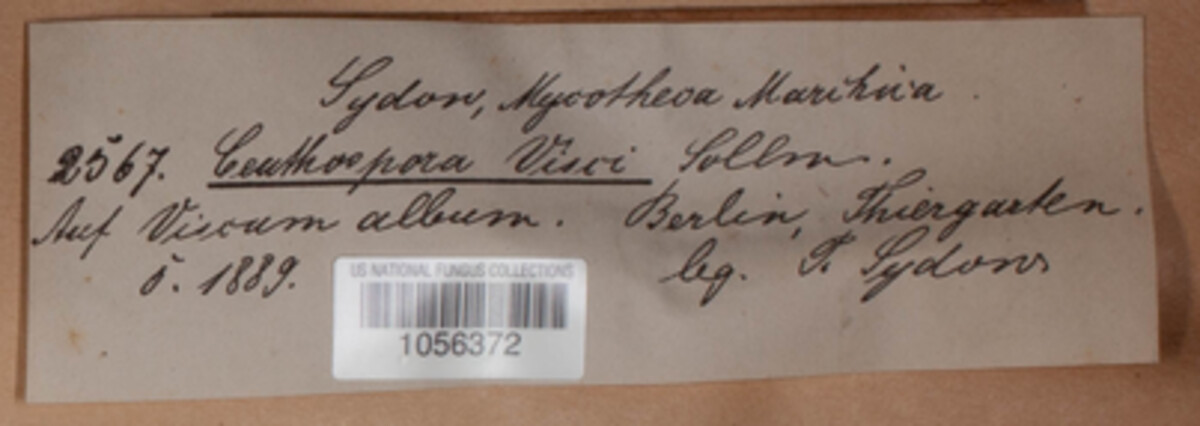 Sydow, Mycotheca Marchica
2567. Ceuthospora Visci Sollm.
Auf Viscum album. Berlin, Thiergarten.
5. 1889. leg. P. Sydow
US NATIONAL FUNGUS COLLECTIONS
1056372